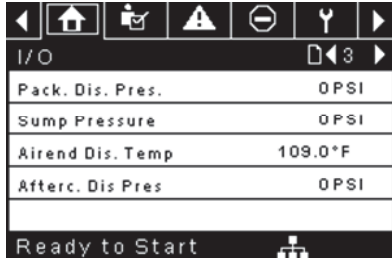 I/O 3
Pack. Dis. Pres. 0PSI
Sump Pressure 0PSI
Airend Dis. Temp 109.0°F
Afterc. Dis Pres 0PSI
Ready to Start